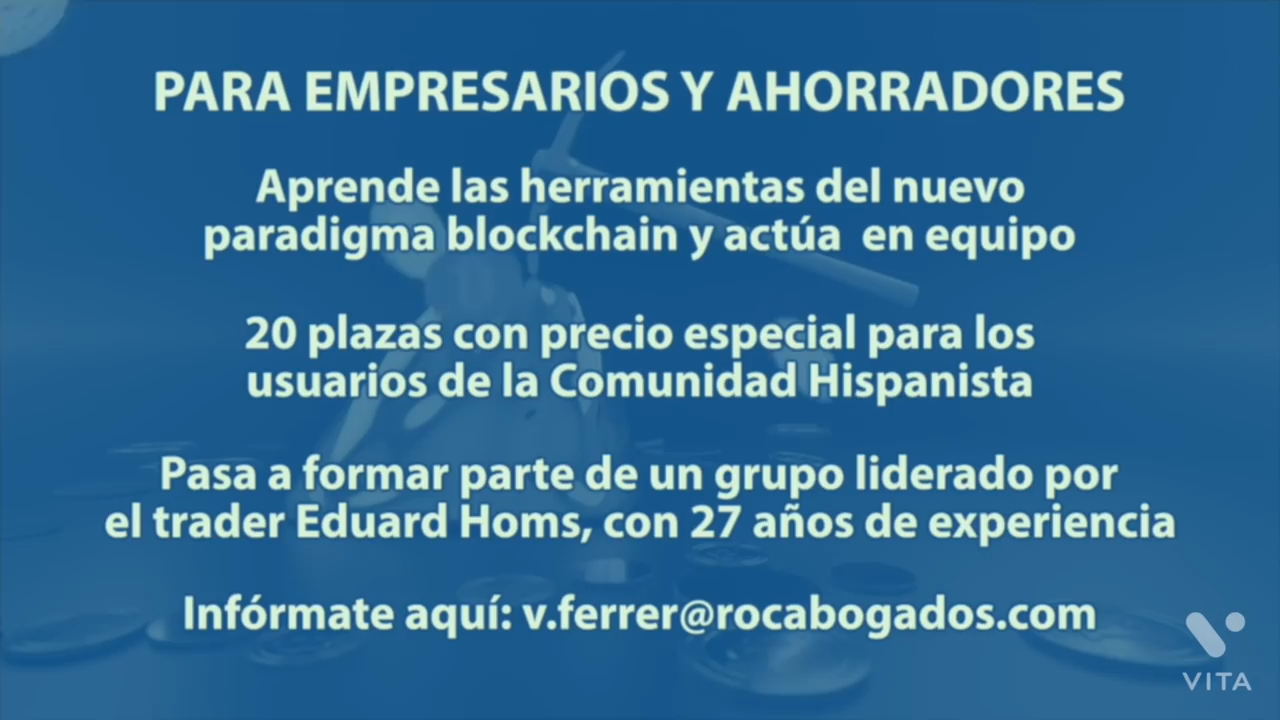 PARA EMPRESARIOS Y AHORRADORES
Aprende las herramientas del nuevo
paradigma blockchain y actúa en equipo
20 plazas con precio especial para los
usuarios de la Comunidad Hispanista
Pasa a formar parte de un grupo liderado por
el trader Eduard Homs, con 27 años de experiencia
Infórmate aquí: v.ferrer@rocabogados.com
VITA